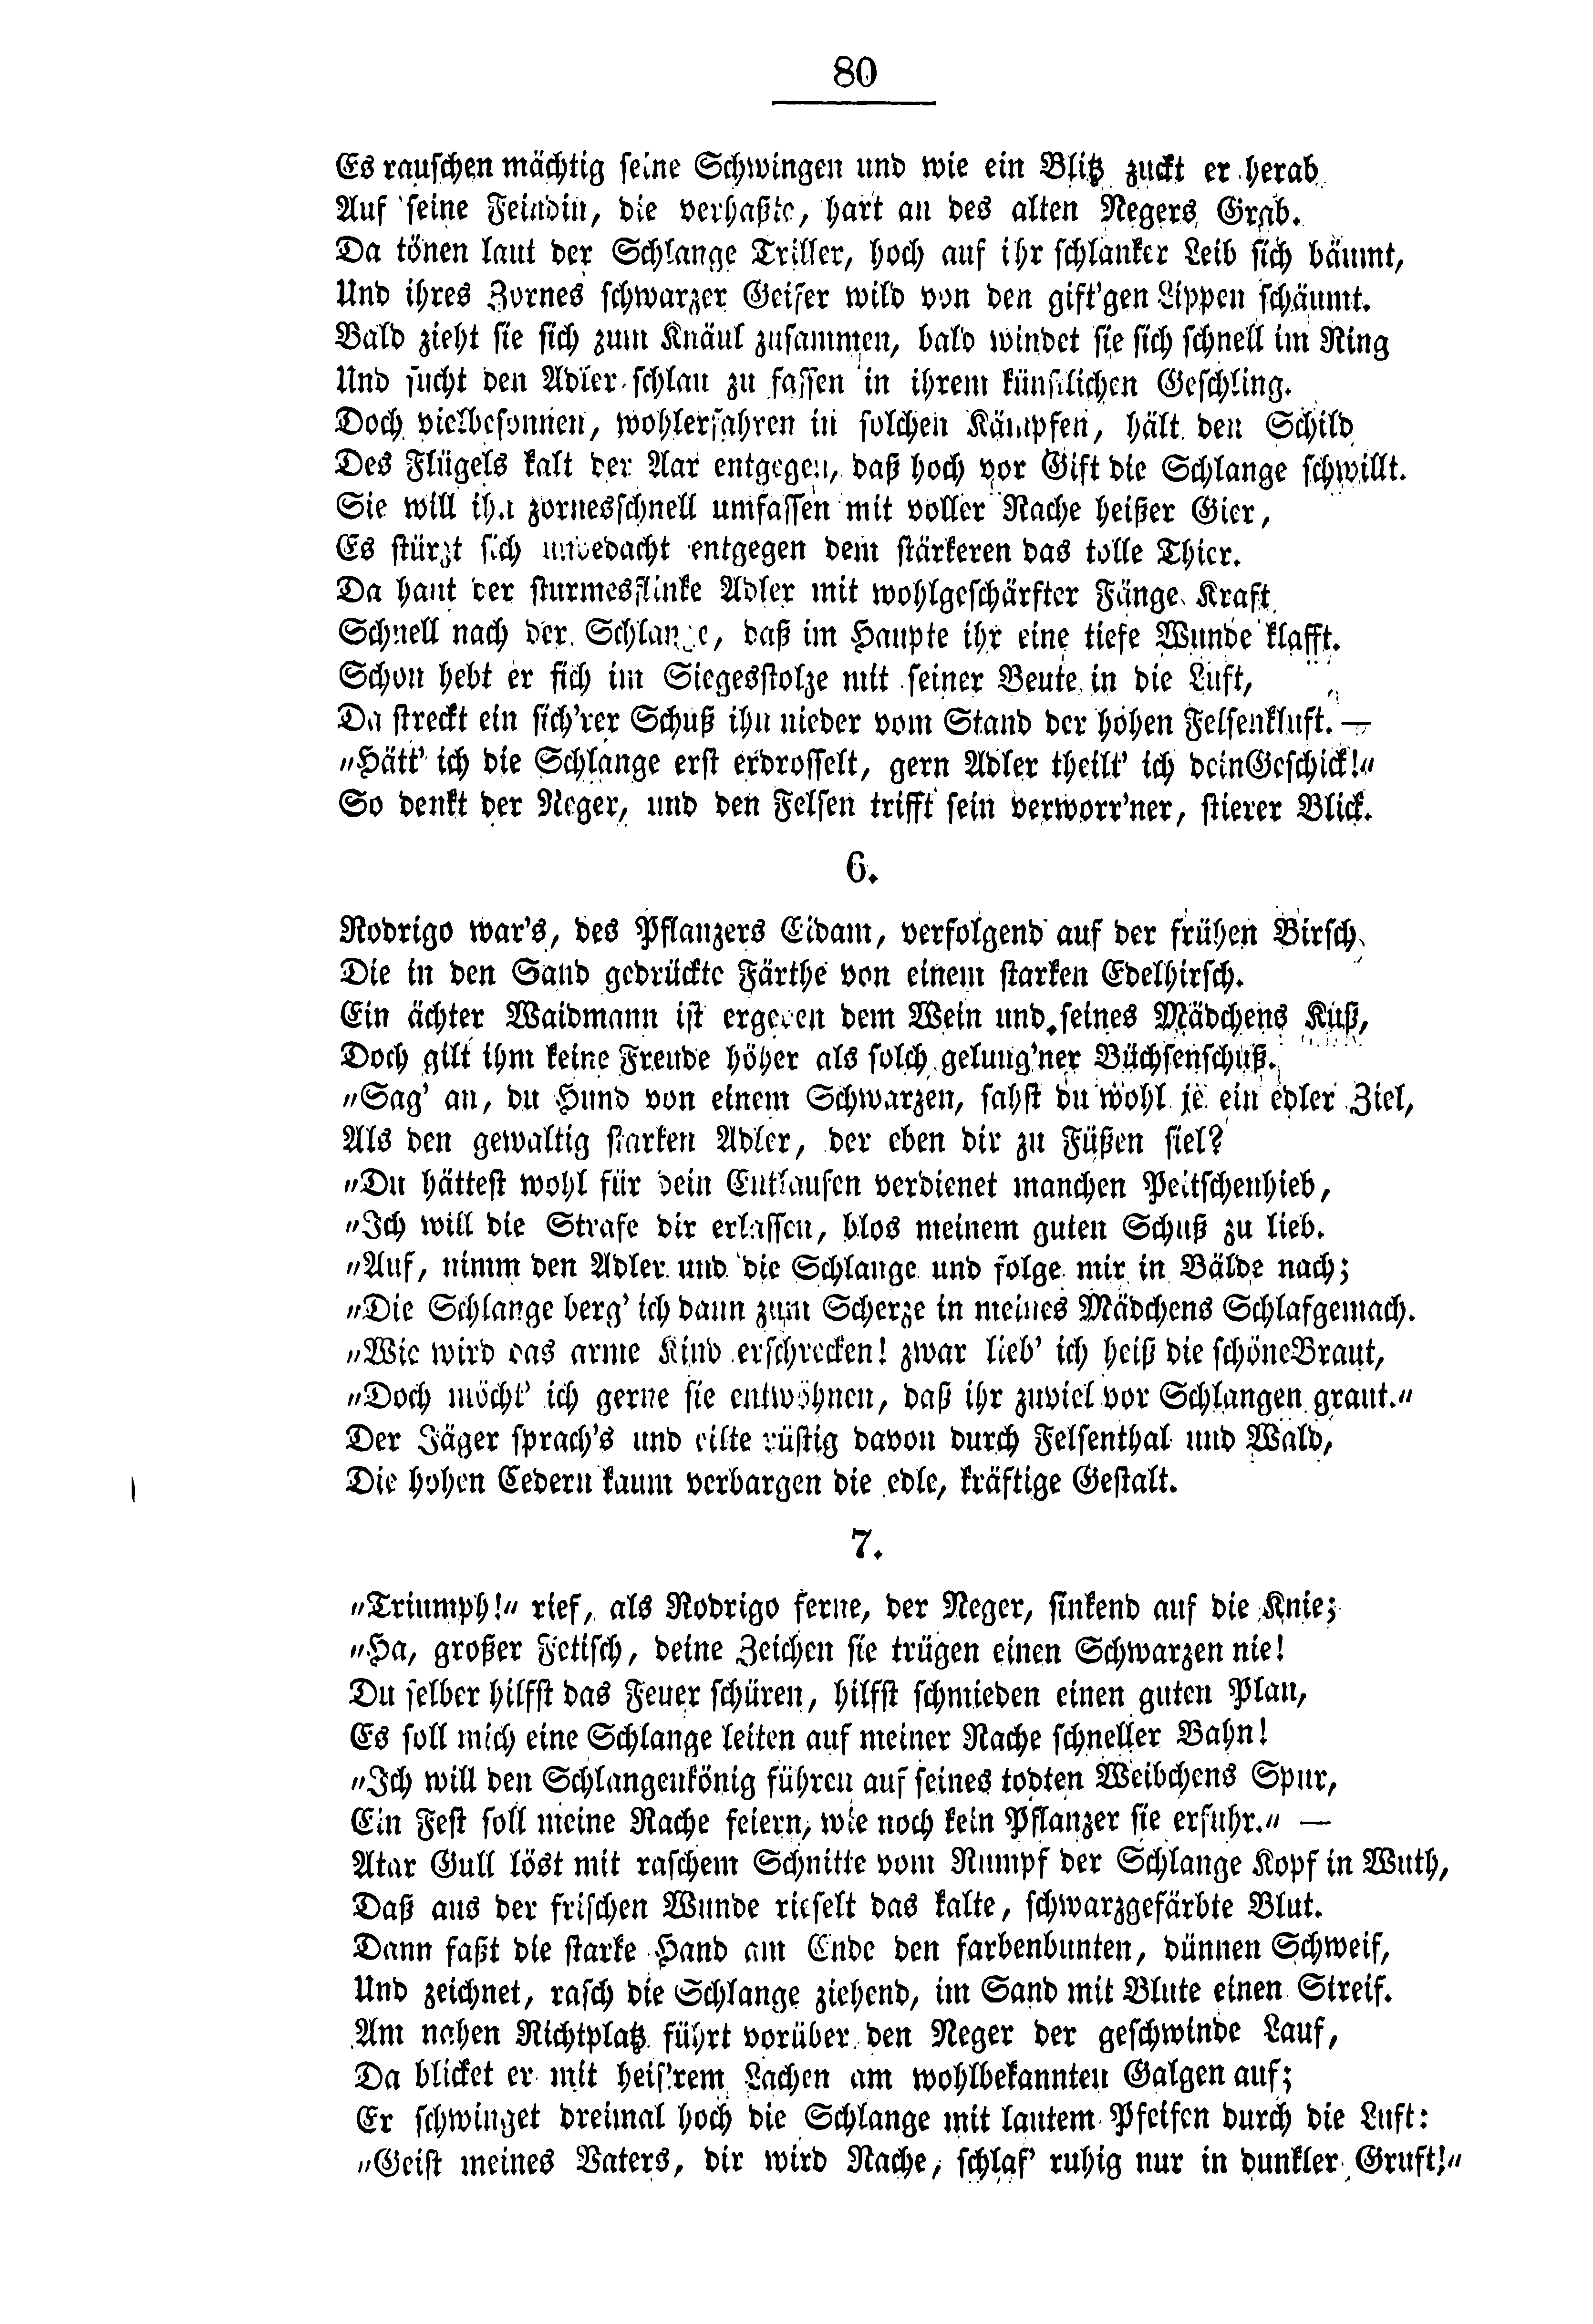 80
Es rauschen mächtig seine Schwingen und wie ein Blitz zuckt er herab
Auf seine Feindin, die verhaßte, hart an des alten Negers Grab.
Da tönen laut der Schlange Triller, hoch auf ihr schlanker Leib sich bäumt,
Und ihres Zornes schwarzer Geifer wild von den gift'gen Lippen schäumt.
Bald zieht sie sich zum Knäul zusammen, bald windet sie sich schnell im Ring
Und sucht den Adler schlau zu fassen in ihrem künstlichen Geschling.
Doch vielbesonnen, wohlerfahren in solchen Kämpfen, hält den Schild
Des Flügels kalt der Aar entgegen, daß hoch vor Gift die Schlange schwillt.
Sie will ihn zornesschnell umfassen mit voller Rache heißer Gier,
Es stürzt sich unbedacht entgegen dem stärkeren das tolle Thier.
Da haut der sturmesflinke Adler mit wohlgeschärfter Fänge Kraft
Schnell nach der Schlange, daß im Haupte ihr eine tiefe Wunde klafft.
Schon hebt er sich im Siegesstolze mit seiner Beute in die Luft,
Da streckt ein sich'rer Schuß ihn nieder vom Stand der hohen Felsenkluft. —
„Hätt' ich die Schlange erst erdrosselt, gern Adler theilt' ich dein Geschick!“
So denkt der Neger, und den Felsen trifft sein verworr'ner, stierer Blick.
6.
Rodrigo war's, des Pflanzers Eidam, verfolgend auf der frühen Birsch
Die in den Sand gedrückte Färthe von einem starken Edelhirsch.
Ein ächter Waidmann ist ergeben dem Wein und seines Mädchens Kuß,
Doch gilt ihm keine Freude höher als solch gelung'ner Büchsenschuß.
„Sag' an, du Hund von einem Schwarzen, sahst du wohl je ein edler Ziel,
Als den gewaltig starken Adler, der eben dir zu Füßen fiel?
„Du hättest wohl für dein Entlaufen verdienet manchen Peitschenhieb,
„Ich will die Strafe dir erlassen, blos meinem guten Schuß zu lieb.
„Auf, nimm den Adler und die Schlange und folge mir in Bälde nach;
„Die Schlange berg' ich dann zum Scherze in meines Mädchens Schlafgemach.
„Wie wird das arme Kind erschrecken! zwar lieb' ich heiß die schöne Braut,
„Doch möcht' ich gerne sie entwöhnen, daß ihr zuviel vor Schlangen graut.“
Der Jäger sprach's und eilte rüstig davon durch Felsenthal und Wald,
Die hohen Cedern kaum verbargen die edle, kräftige Gestalt.
7.
„Triumph!“ rief, als Rodrigo ferne, der Neger, sinkend auf die Knie;
„Ha, großer Fetisch, deine Zeichen sie trügen einen Schwarzen nie!
Du selber hilfst das Feuer schüren, hilfst schmieden einen guten Plan,
Es soll mich eine Schlange leiten auf meiner Rache schneller Bahn!
„Ich will den Schlangenkönig führen auf seines todten Weibchens Spur,
Ein Fest soll meine Rache feiern, wie noch kein Pflanzer sie erfuhr.“ —
Atar Gull löst mit raschem Schnitte vom Rumpf der Schlange Kopf in Wuth,
Daß aus der frischen Wunde rieselt das kalte, schwarzgefärbte Blut.
Dann faßt die starke Hand am Ende den farbenbunten, dünnen Schweif,
Und zeichnet, rasch die Schlange ziehend, im Sand mit Blute einen Streif.
Am nahen Richtplatz führt vorüber den Neger der geschwinde Lauf,
Da blicket er mit heis'rem Lachen am wohlbekannten Galgen auf;
Er schwinget dreimal hoch die Schlange mit lautem Pfeifen durch die Luft:
„Geist meines Vaters, dir wird Rache, schlaf' ruhig nur in dunkler Gruft!“